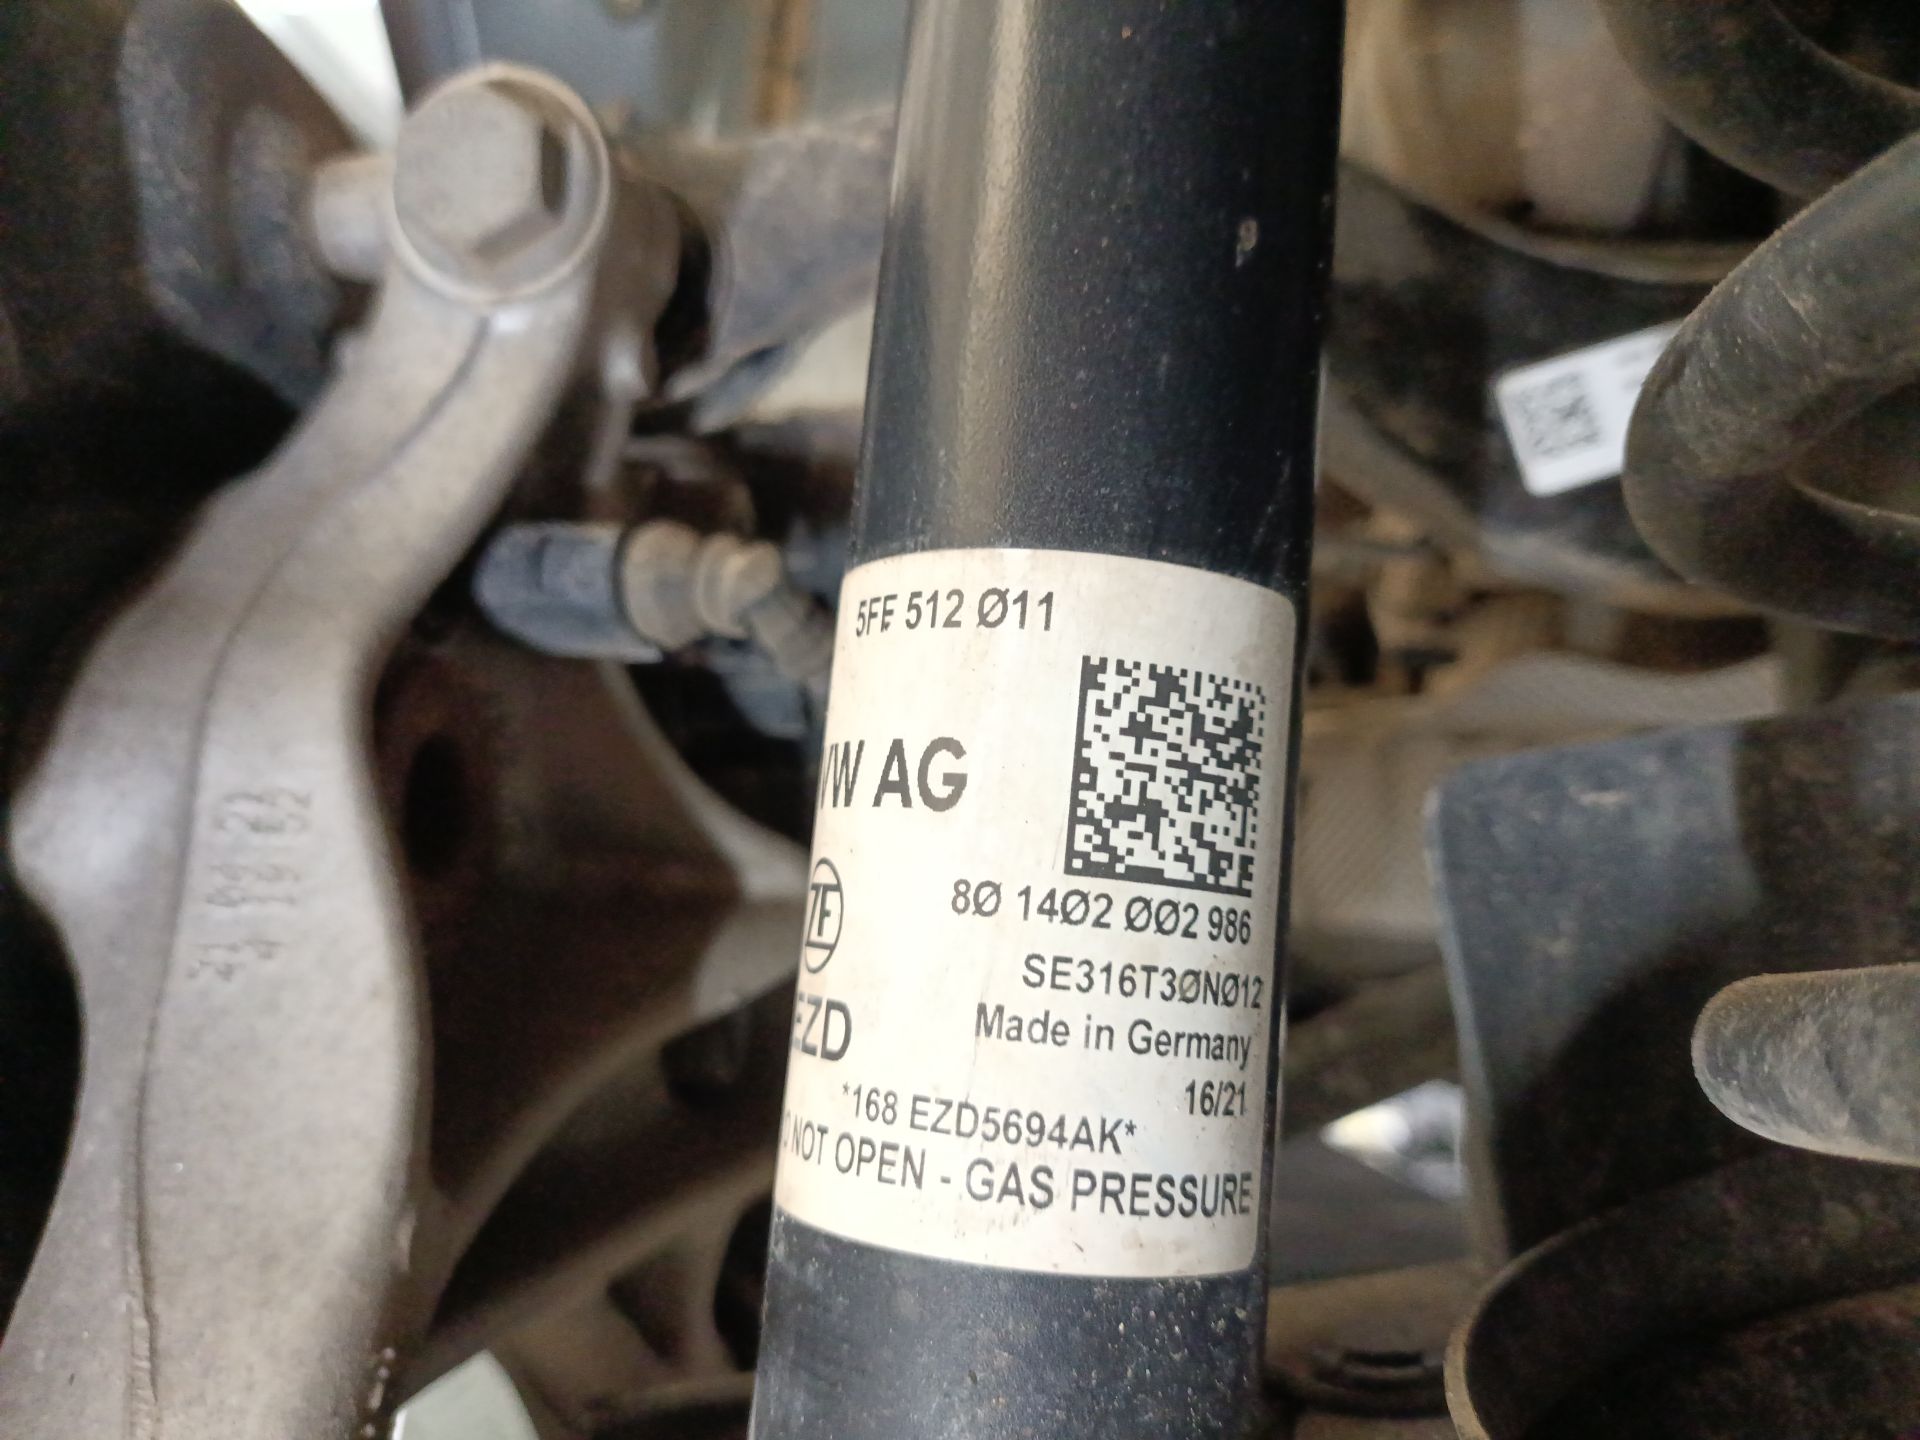 5FE 512 Ø11
VW AG
ZF
8Ø 14Ø2 ØØ2 986
SE316T3ØNØ12
EZD
Made in Germany
16/21
*168 EZD5694AK*
NOT OPEN - GAS PRESSURE